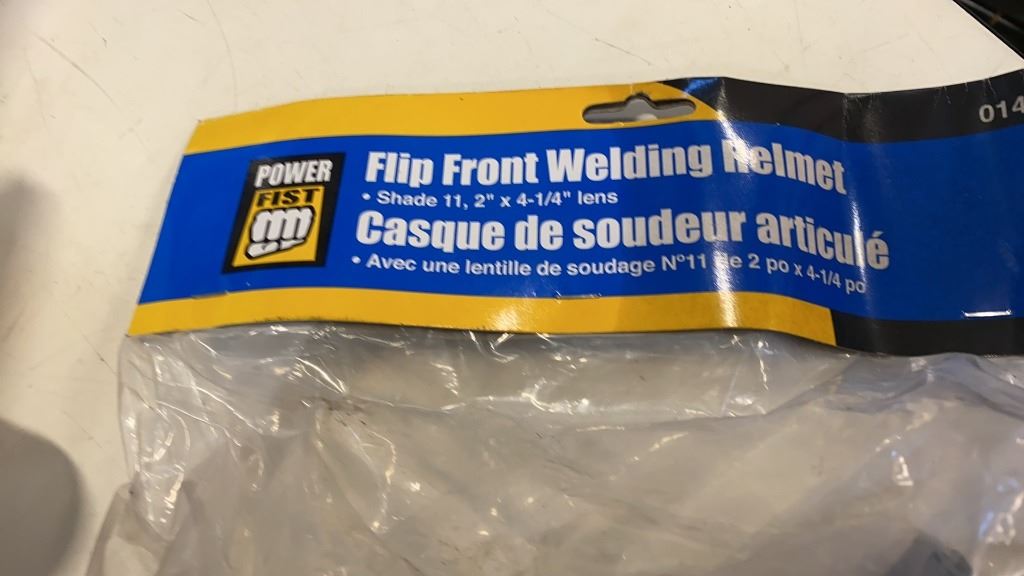 014
POWER
FIST
Flip Front Welding Helmet
• Shade 11, 2" x 4-1/4" lens
Casque de soudeur articulé
• Avec une lentille de soudage Nº11 de 2 po x 4-1/4 po